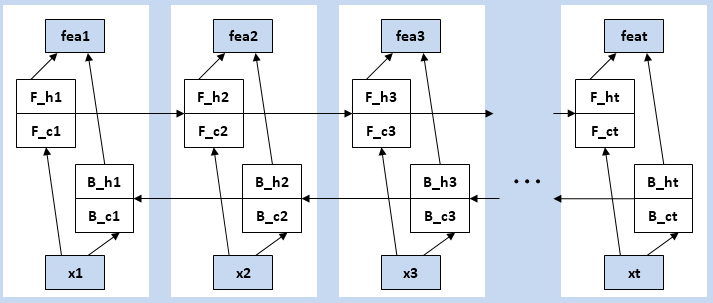 fea1 fea2 fea3 feat
F_h1 F_h2 F_h3 F_ht
F_c1 F_c2 F_c3 F_ct
B_h1 B_h2 B_h3 ... B_ht
B_c1 B_c2 B_c3 B_ct
x1 x2 x3 xt